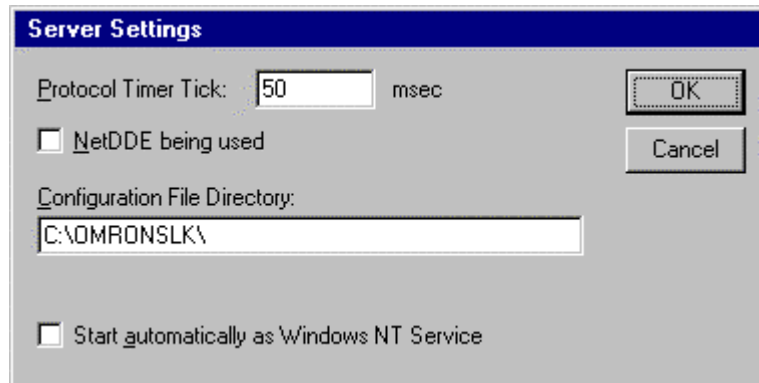 Server Settings
Protocol Timer Tick: 50 msec
OK
NetDDE being used
Cancel
Configuration File Directory:
C:\OMRONSLK\
Start automatically as Windows NT Service